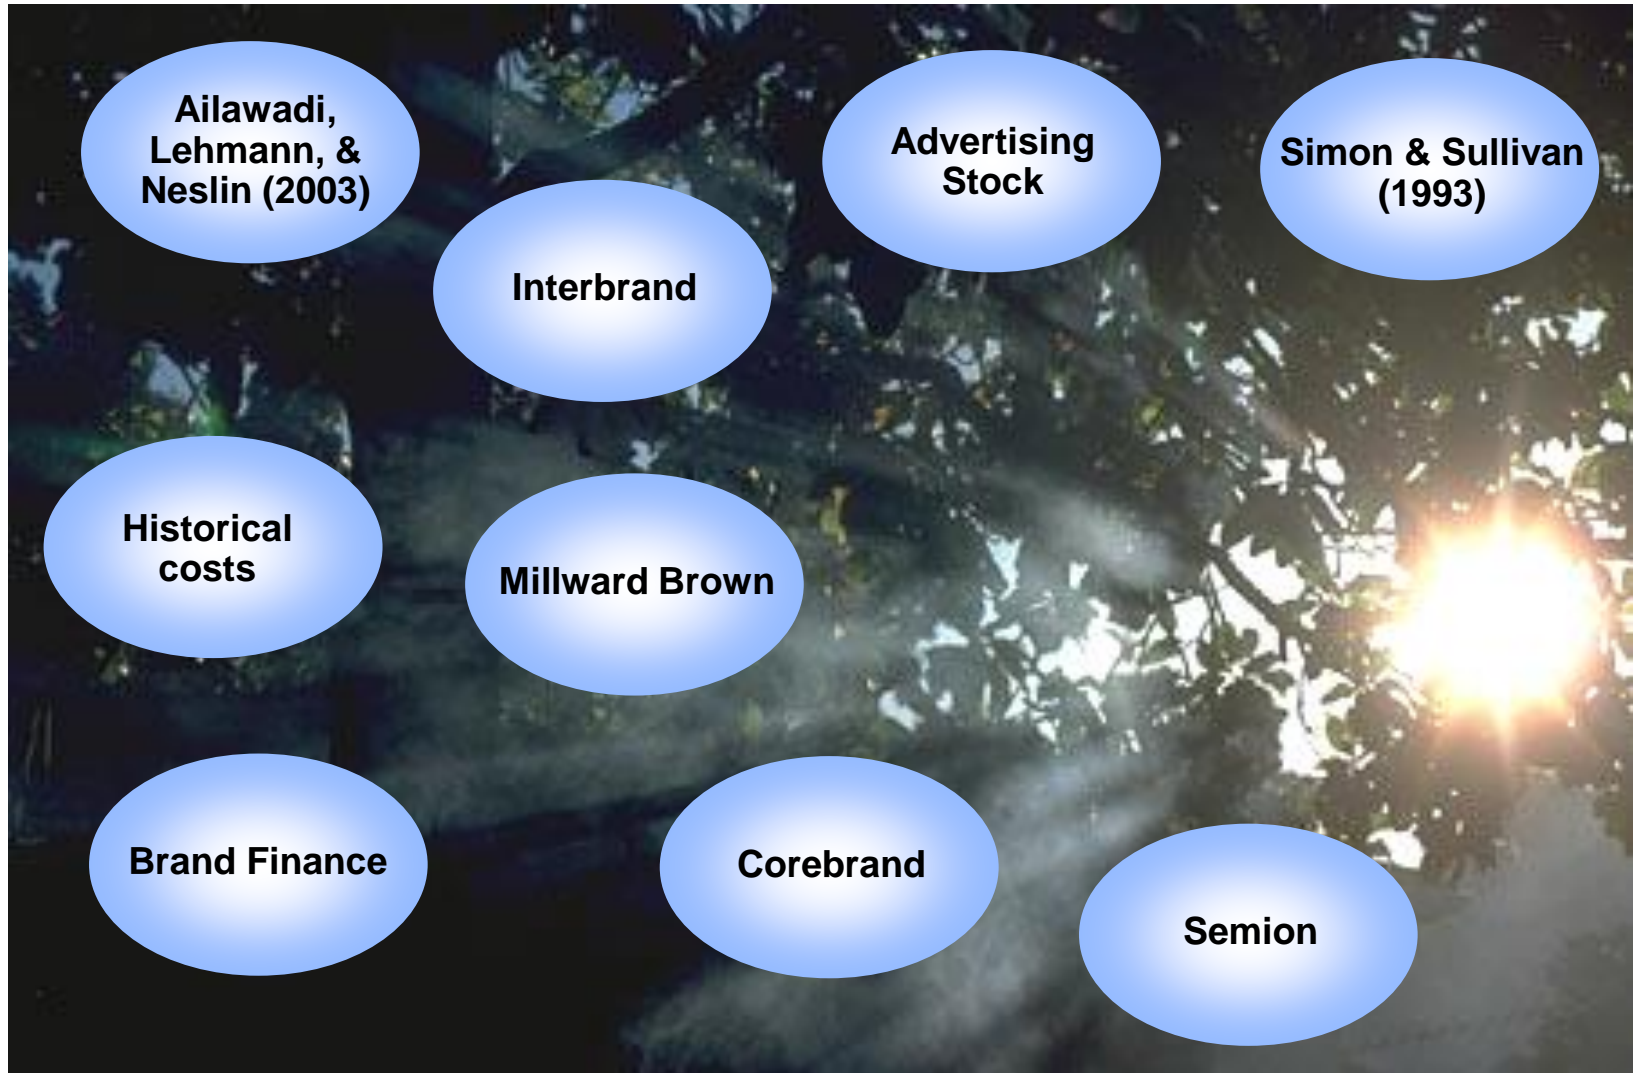 Ailawadi,
Lehmann, &
Neslin (2003)
Advertising
Stock
Simon & Sullivan
(1993)
Interbrand
Historical
costs
Millward Brown
Brand Finance
Corebrand
Semion